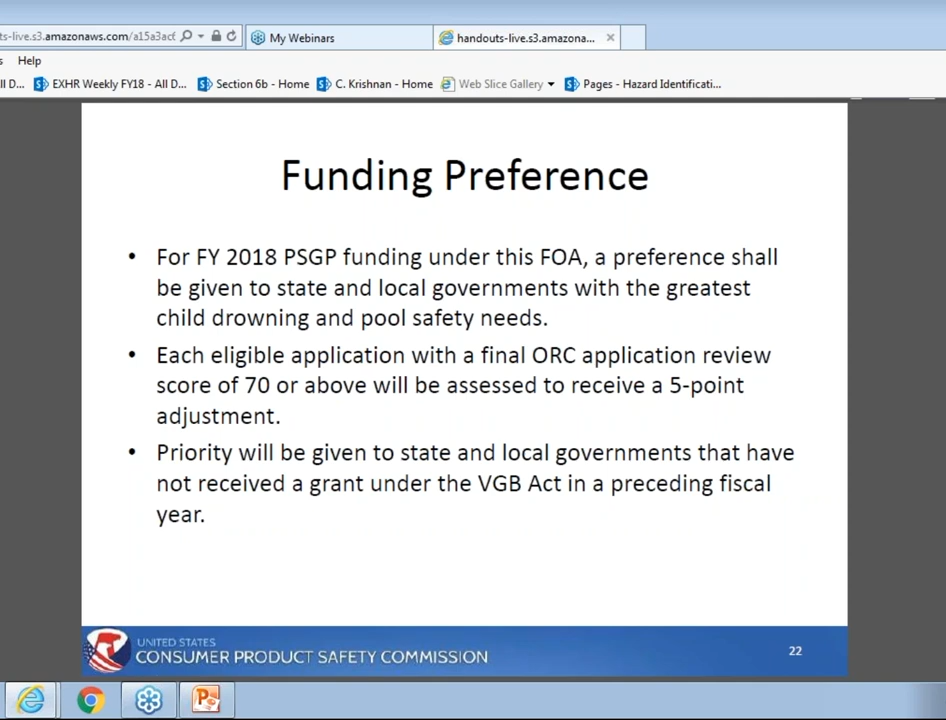 ts-live.s3.amazonaws.com/a15a3acf
My Webinars
handouts-live.s3.amazona...
s Help
ll D... EXHR Weekly FY18 - All D... Section 6b - Home C. Krishnan - Home Web Slice Gallery Pages - Hazard Identificati...
Funding Preference
• For FY 2018 PSGP funding under this FOA, a preference shall
be given to state and local governments with the greatest
child drowning and pool safety needs.
• Each eligible application with a final ORC application review
score of 70 or above will be assessed to receive a 5-point
adjustment.
• Priority will be given to state and local governments that have
not received a grant under the VGB Act in a preceding fiscal
year.
UNITED STATES
CONSUMER PRODUCT SAFETY COMMISSION
22